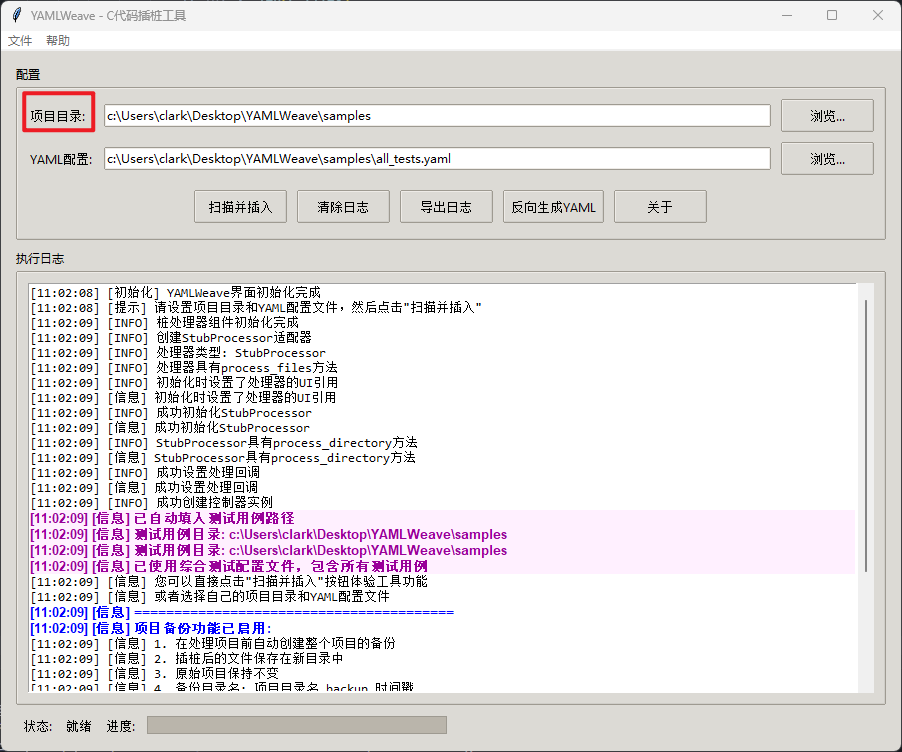 YAMLWeave - C代码插桩工具
文件 帮助
配置
项目目录: c:\Users\clark\Desktop\YAMLWeave\samples 浏览...
YAML配置: c:\Users\clark\Desktop\YAMLWeave\samples\all_tests.yaml 浏览...
扫描并插入 清除日志 导出日志 反向生成YAML 关于
执行日志
[11:02:08] [初始化] YAMLWeave界面初始化完成
[11:02:08] [提示] 请设置项目目录和YAML配置文件，然后点击"扫描并插入"
[11:02:09] [INFO] 桩处理器组件初始化完成
[11:02:09] [INFO] 创建StubProcessor适配器
[11:02:09] [INFO] 处理器类型: StubProcessor
[11:02:09] [INFO] 处理器具有process_files方法
[11:02:09] [INFO] 初始化时设置了处理器的UI引用
[11:02:09] [信息] 初始化时设置了处理器的UI引用
[11:02:09] [INFO] 成功初始化StubProcessor
[11:02:09] [信息] 成功初始化StubProcessor
[11:02:09] [INFO] StubProcessor具有process_directory方法
[11:02:09] [信息] StubProcessor具有process_directory方法
[11:02:09] [INFO] 成功设置处理回调
[11:02:09] [信息] 成功设置处理回调
[11:02:09] [INFO] 成功创建控制器实例
[11:02:09] [信息] 已自动填入测试用例路径
[11:02:09] [信息] 测试用例目录: c:\Users\clark\Desktop\YAMLWeave\samples
[11:02:09] [信息] 测试用例目录: c:\Users\clark\Desktop\YAMLWeave\samples
[11:02:09] [信息] 已使用综合测试配置文件，包含所有测试用例
[11:02:09] [信息] 您可以直接点击"扫描并插入"按钮体验工具功能
[11:02:09] [信息] 或者选择自己的项目目录和YAML配置文件
[11:02:09] [信息] ========================================
[11:02:09] [信息] 项目备份功能已启用:
[11:02:09] [信息] 1. 在处理项目前自动创建整个项目的备份
[11:02:09] [信息] 2. 插桩后的文件保存在新目录中
[11:02:09] [信息] 3. 原始项目保持不变
[11:02:09] [信息] 4. 备份目录名: 项目目录名_backup_时间戳
状态: 就绪 进度: